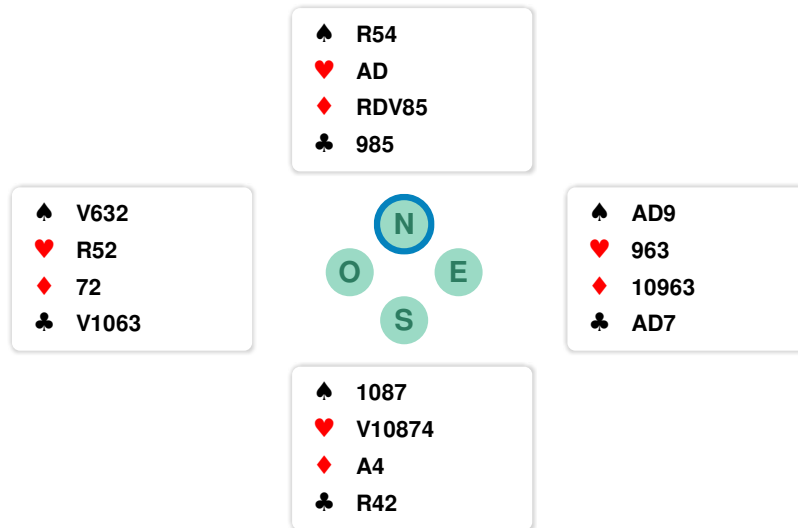 ♠ R54
♥ AD
♦ RDV85
♣ 985
♠ V632
♥ R52
♦ 72
♣ V1063
N
O E
S
♠ AD9
♥ 963
♦ 10963
♣ AD7
♠ 1087
♥ V10874
♦ A4
♣ R42